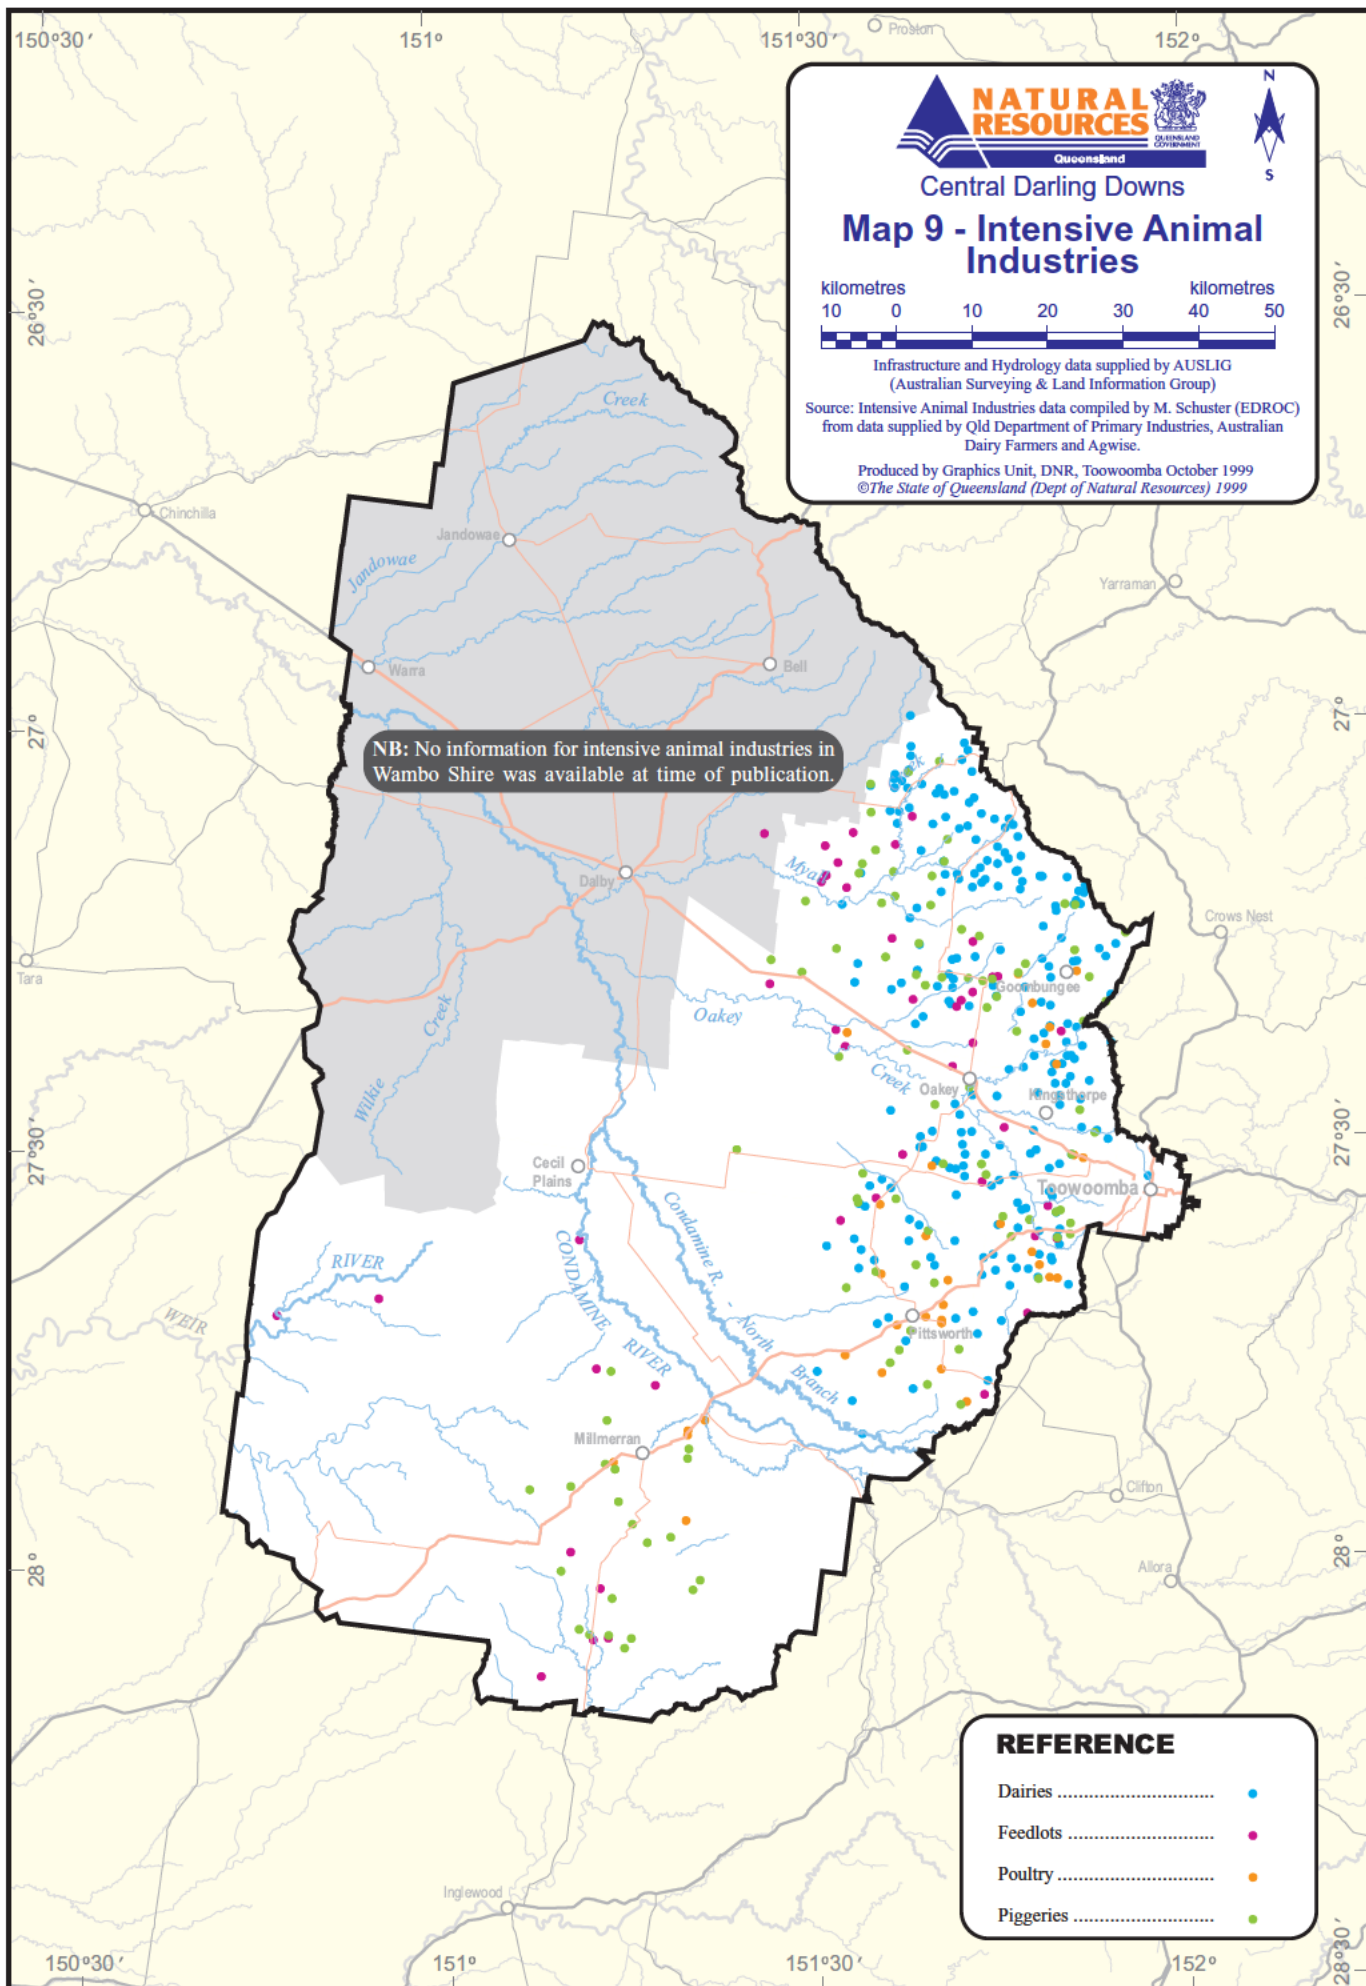 150°30′
151°
151°30′
152°
Proston
N
NATURAL
RESOURCES
QUEENSLAND
GOVERNMENT
Queensland
S
Central Darling Downs
Map 9 - Intensive Animal
Industries
kilometres
kilometres
10 0 10 20 30 40 50
Infrastructure and Hydrology data supplied by AUSLIG
(Australian Surveying & Land Information Group)
Source: Intensive Animal Industries data compiled by M. Schuster (EDROC)
from data supplied by Qld Department of Primary Industries, Australian
Dairy Farmers and Agwise.
Produced by Graphics Unit, DNR, Toowoomba October 1999
©The State of Queensland (Dept of Natural Resources) 1999
26°30′
26°30′
Creek
Chinchilla
Jandowae
Jandowae
Yarraman
Warra
Bell
27°
27°
NB: No information for intensive animal industries in
Wambo Shire was available at time of publication.
Myall
Dalby
Crows Nest
Tara
Goombungee
Creek
Oakey
Creek
Oakey
Kingsthorpe
Wilkie
27°30′
27°30′
Cecil
Plains
Toowoomba
Condamine R. - North
Branch
CONDAMINE
RIVER
RIVER
WEIR
Pittsworth
Millmerran
Clifton
28°
28°
Allora
REFERENCE
Dairies
Feedlots
Poultry
Piggeries
Inglewood
28°30′
150°30′
151°
151°30′
152°